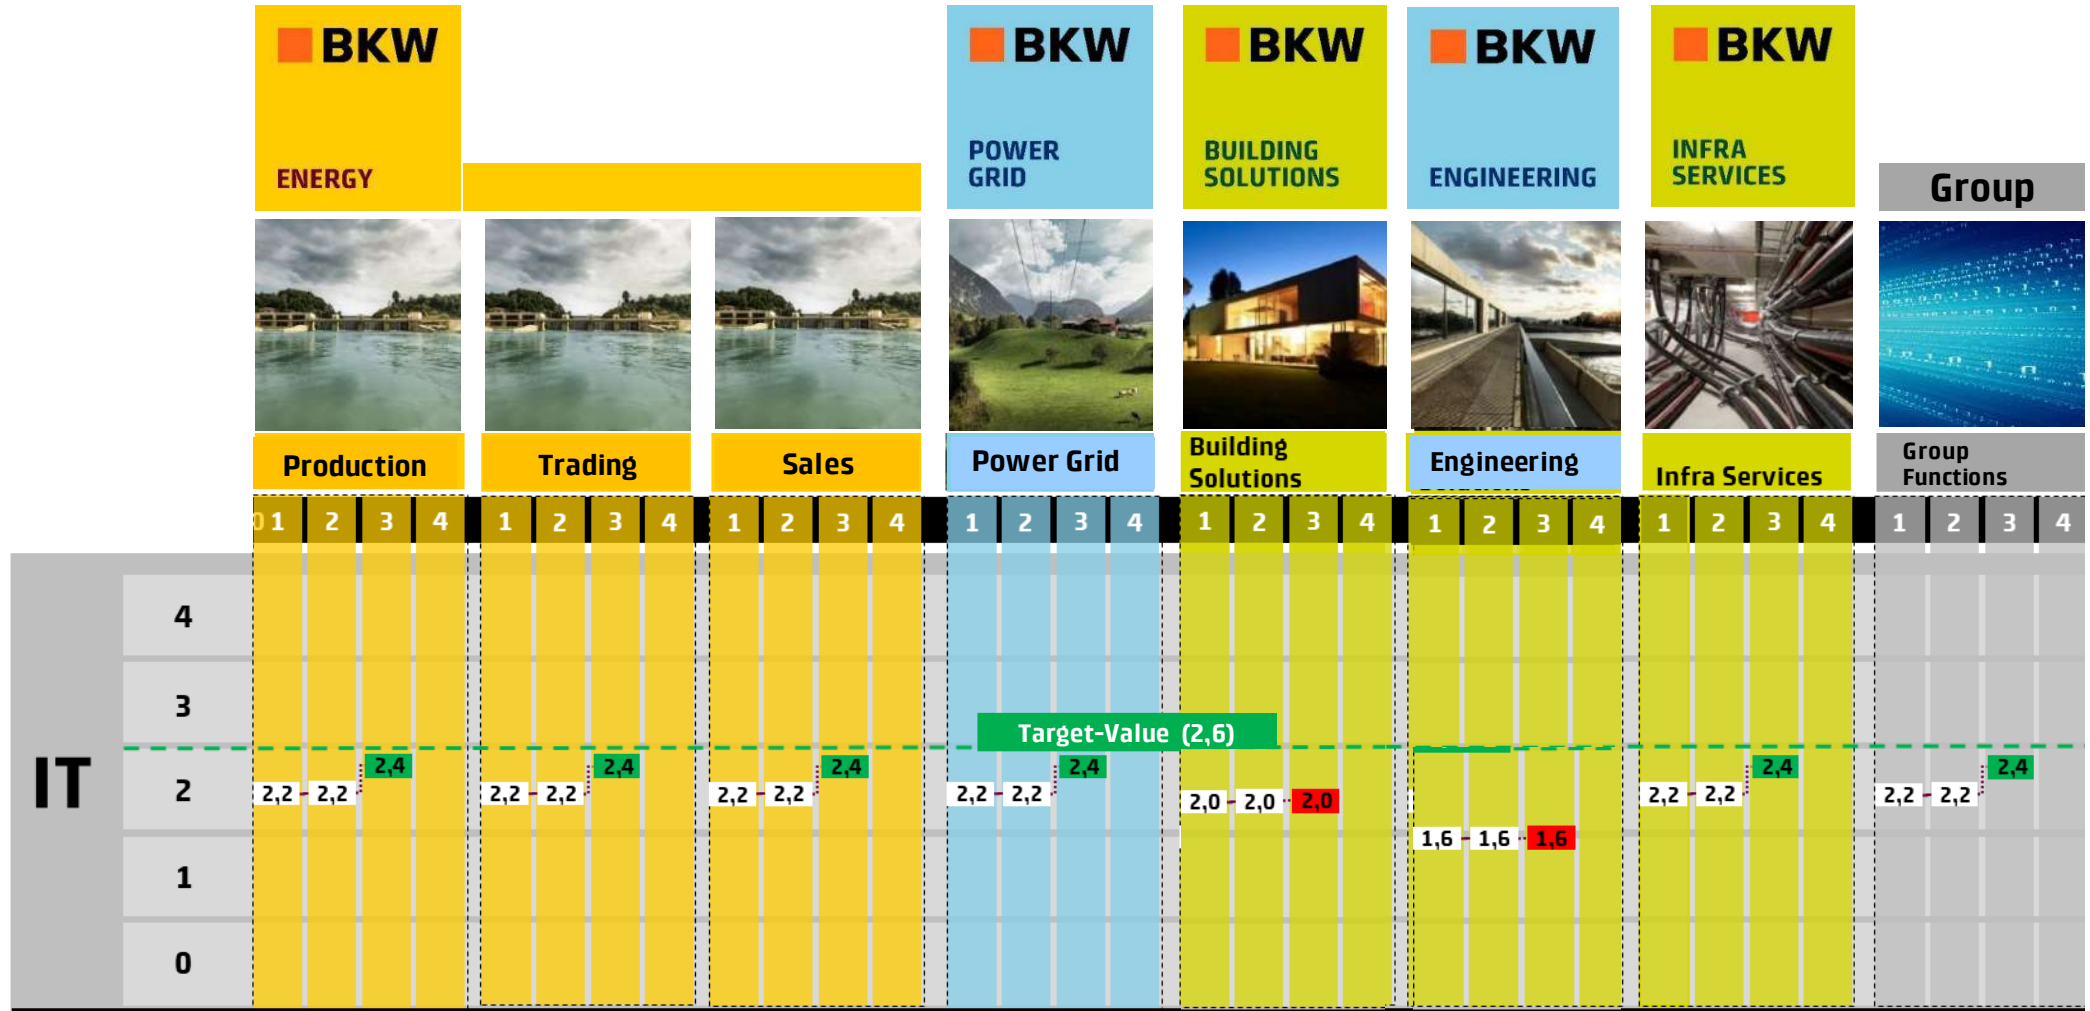 BKW
BKW
BKW
BKW
BKW
ENERGY
POWER
GRID
BUILDING
SOLUTIONS
ENGINEERING
INFRA
SERVICES
Group
Production
Trading
Sales
Power Grid
Building
Solutions
Engineering
Infra Services
Group
Functions
0 1 2 3 4
1 2 3 4
1 2 3 4
1 2 3 4
1 2 3 4
1 2 3 4
1 2 3 4
1 2 3 4
IT
4
3
2
1
0
Target-Value (2,6)
2,2 2,2 2,4
2,2 2,2 2,4
2,2 2,2 2,4
2,2 2,2 2,4
2,0 2,0 2,0
1,6 1,6 1,6
2,2 2,2 2,4
2,2 2,2 2,4